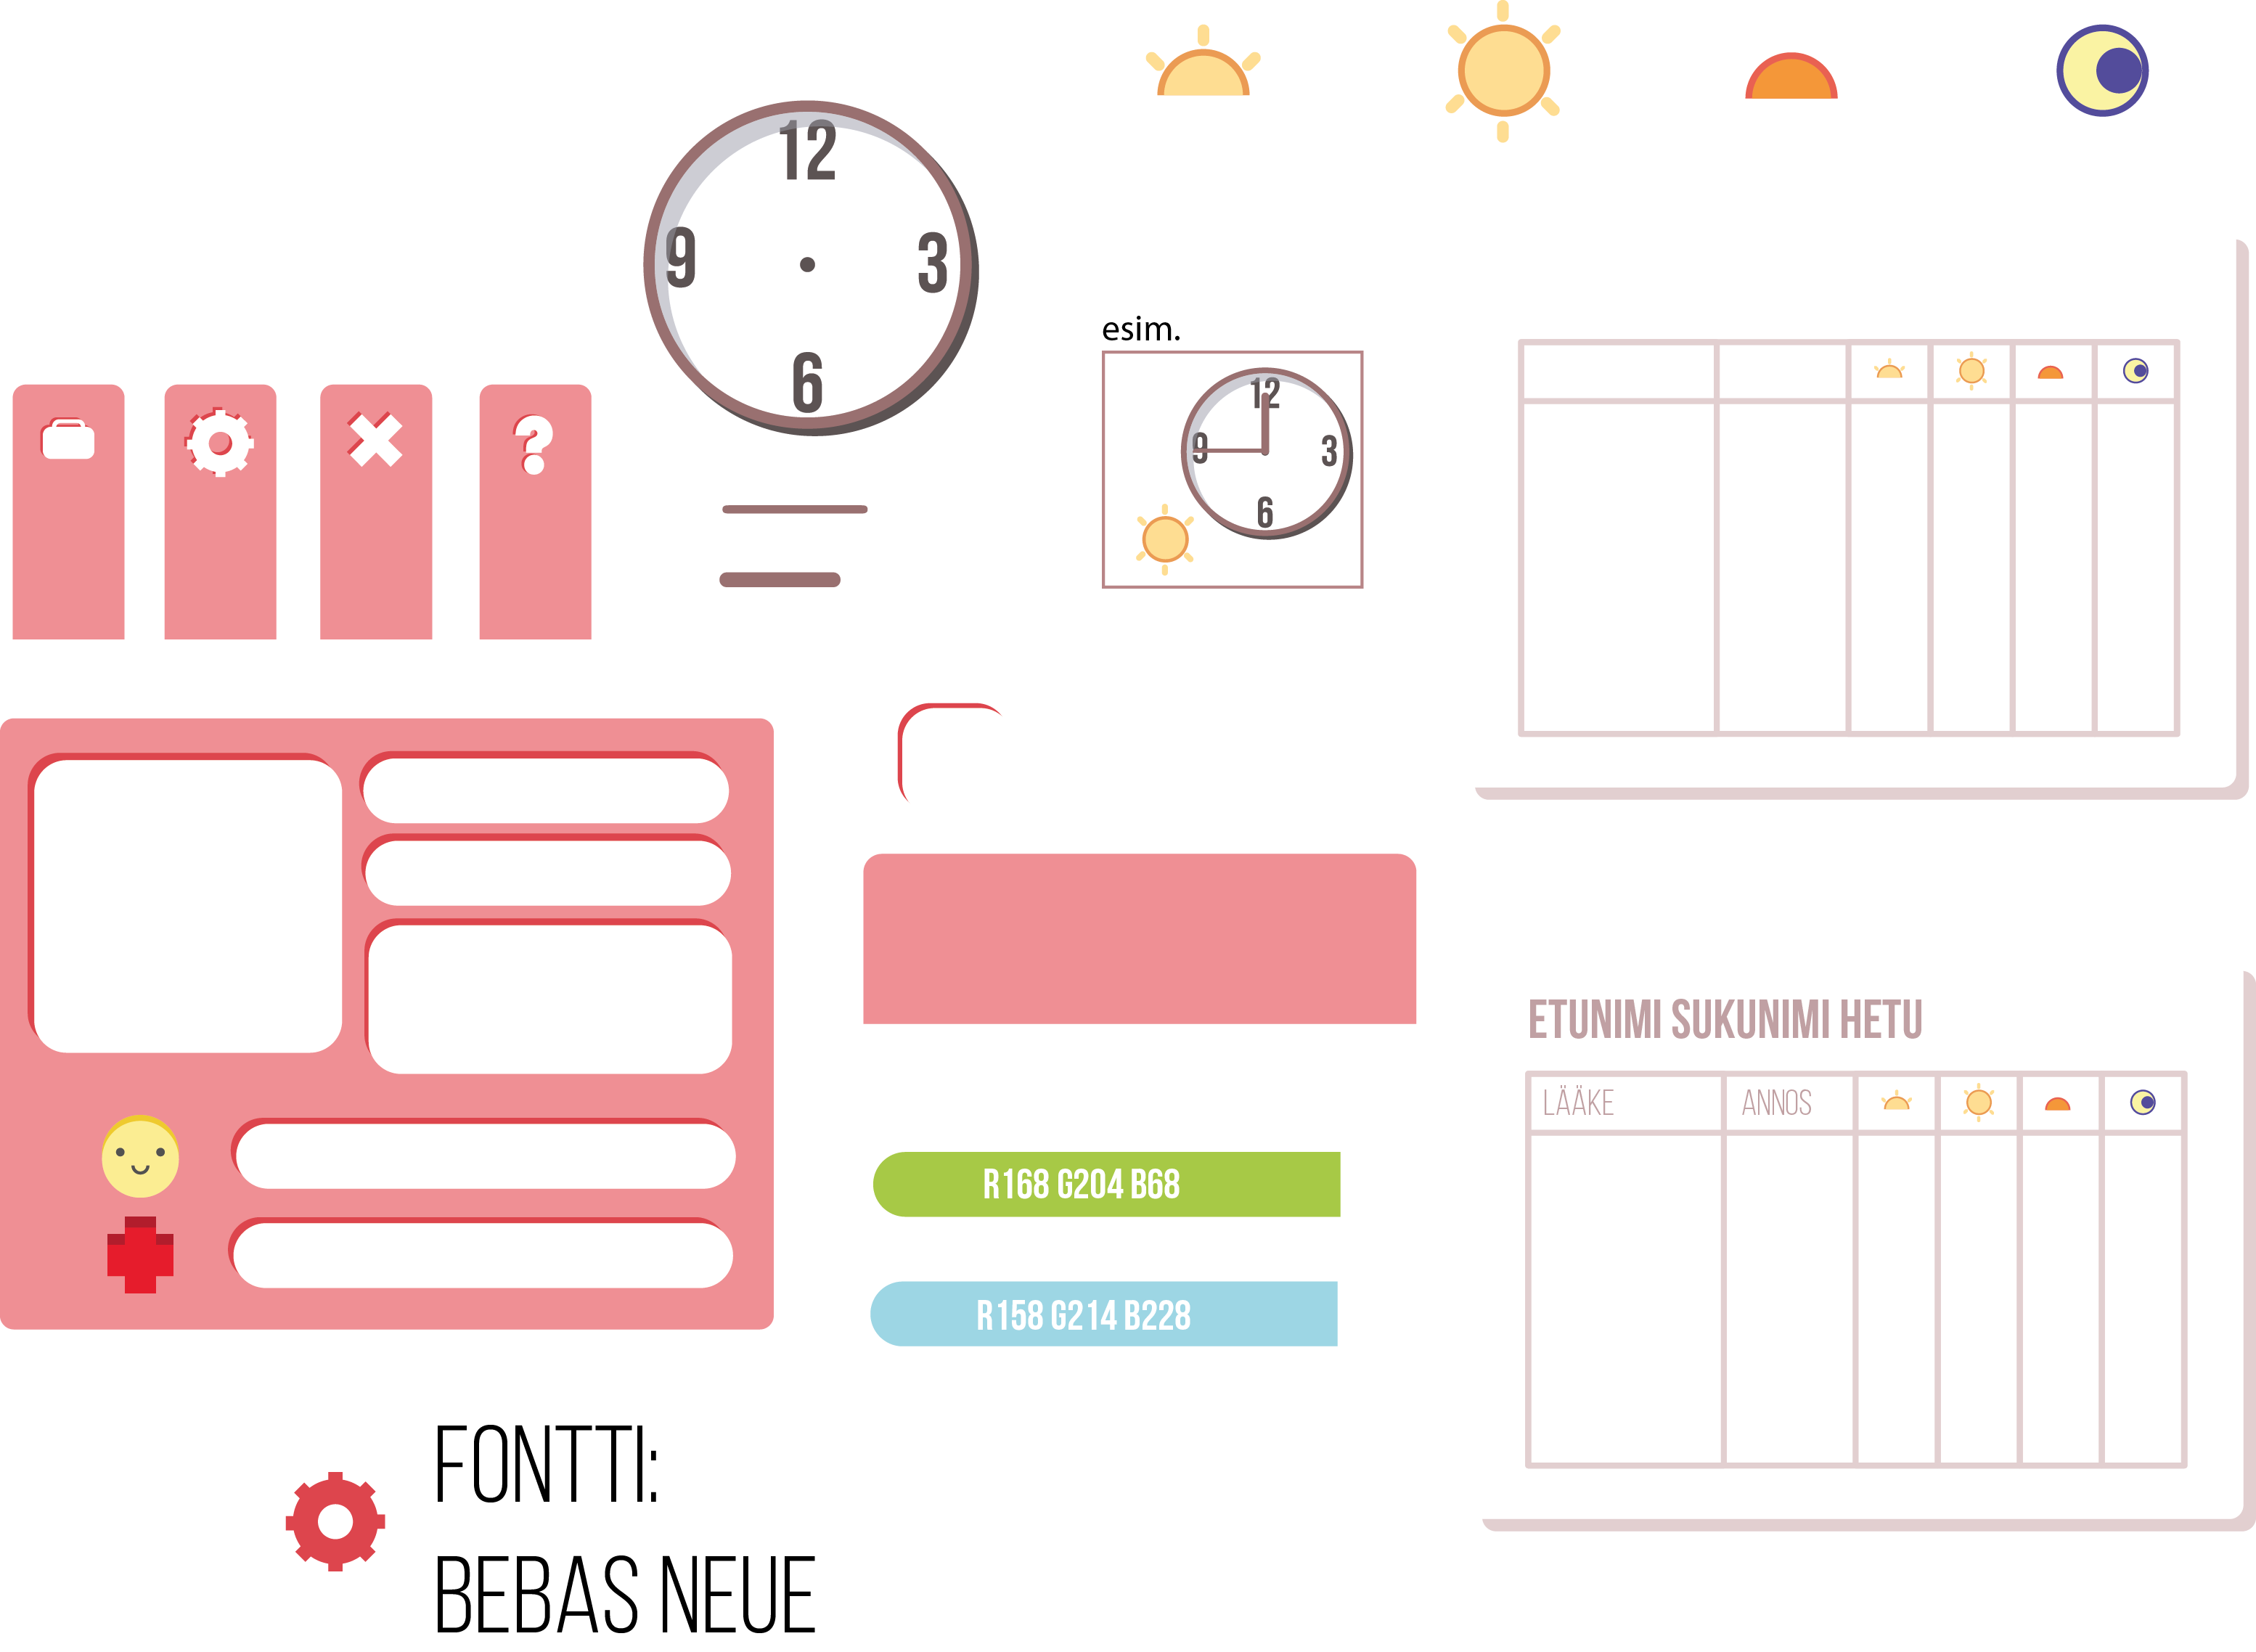 12
9
3
6
esim.
12
9
3
6
?
ETUNIMI SUKUNIMI HETU
LÄÄKE
ANNOS
R168 G204 B68
R158 G214 B228
FONTTI:
BEBAS NEUE